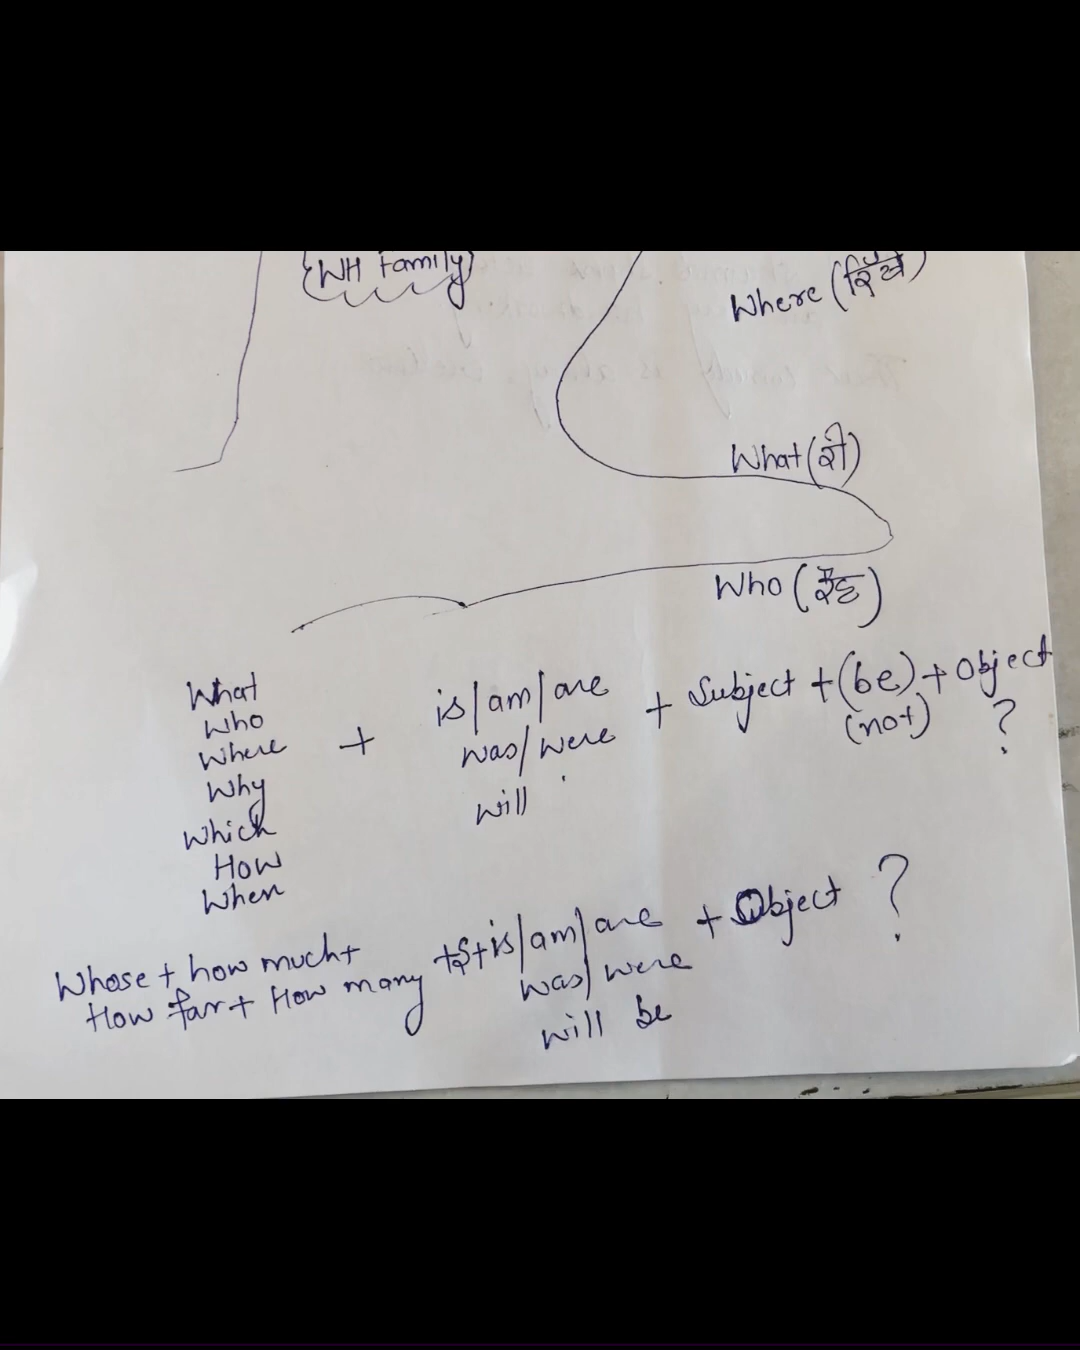 {WH Family}
Where (ਕਿੱਥੇ)
What (ਕੀ)
Who (ਕੌਣ)
What
Who
Where
Why
Which
How
When
+
is/am/are
was/were
will
+ Subject + (be) + Object
(not) ?
Whose + how much +
How far + How many + S + is/am/are + Object ?
was/were
will be